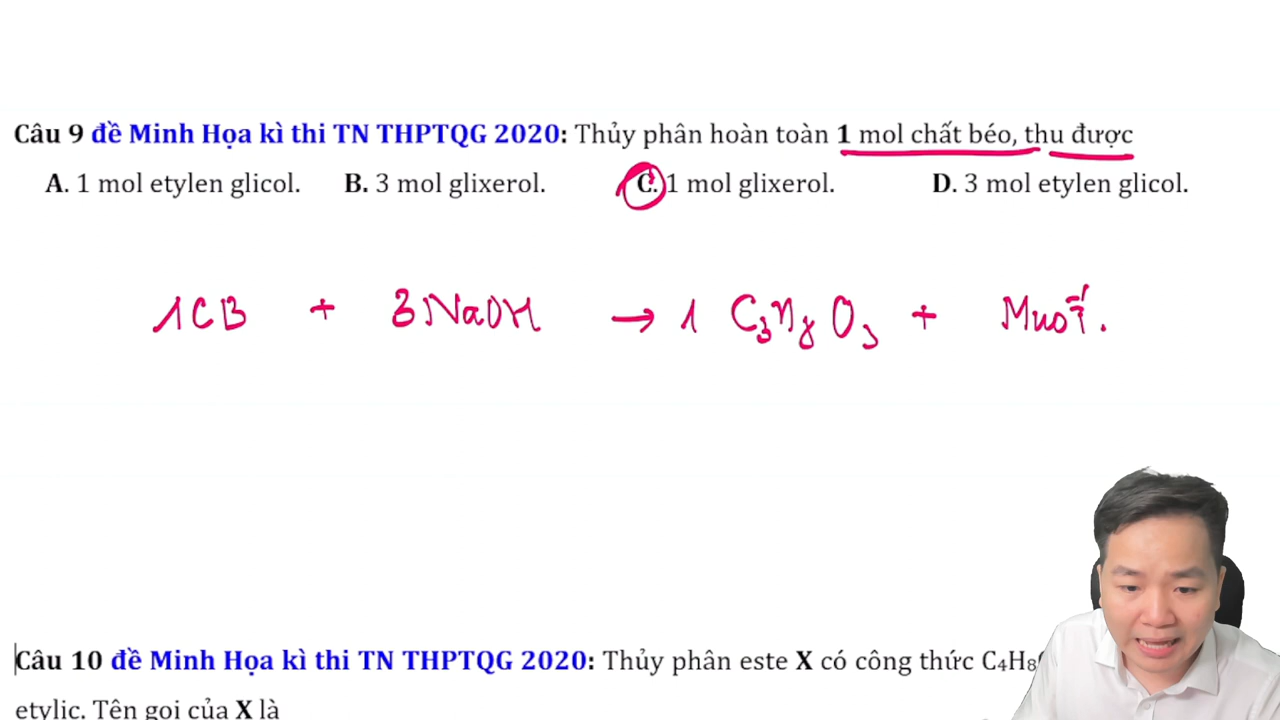 Câu 9 đề Minh Họa kì thi TN THPTQG 2020: Thủy phân hoàn toàn 1 mol chất béo, thu được
A. 1 mol etylen glicol. B. 3 mol glixerol. C. 1 mol glixerol. D. 3 mol etylen glicol.
1CB + 3NaOH → 1 C₃H₈O₃ + Muối.
Câu 10 đề Minh Họa kì thi TN THPTQG 2020: Thủy phân este X có công thức C₄H₈
etylic. Tên gọi của X là